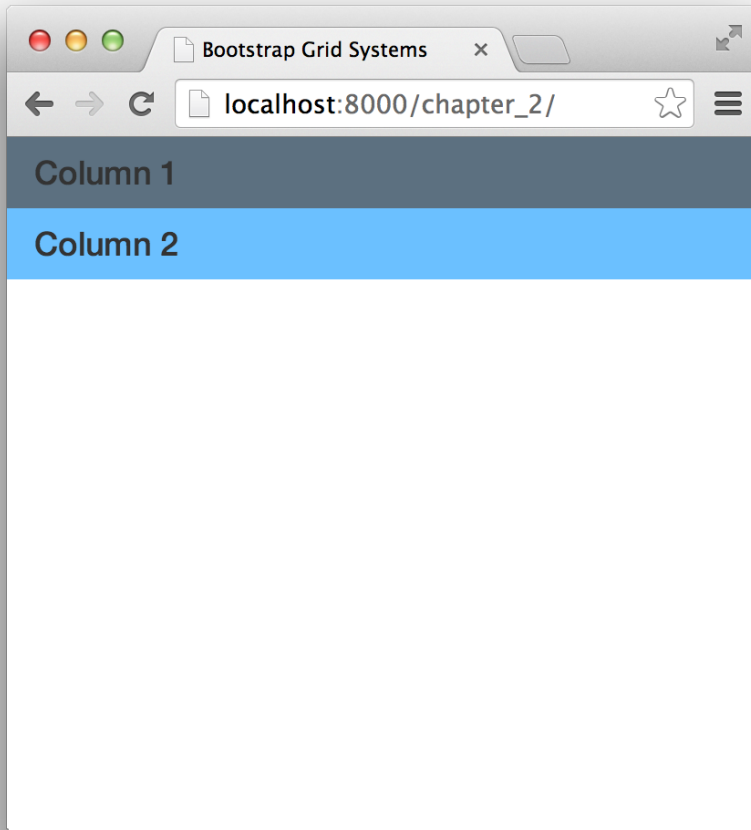 Bootstrap Grid Systems
localhost:8000/chapter_2/
Column 1
Column 2